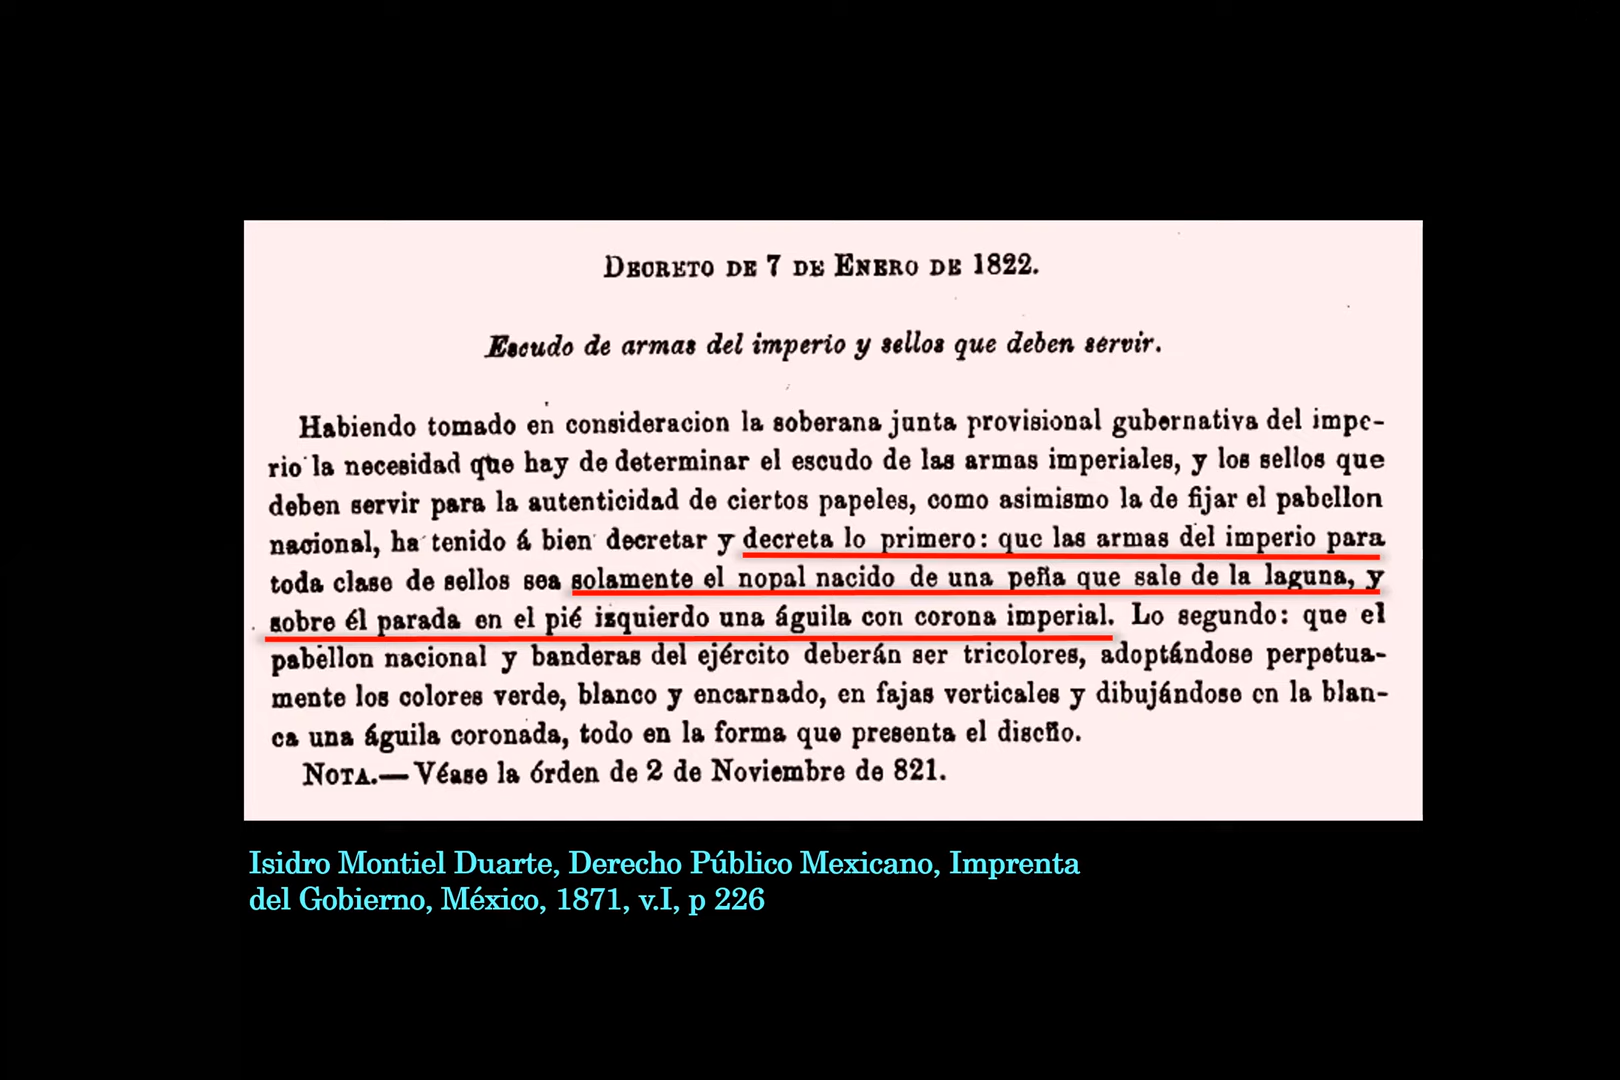 DECRETO DE 7 DE ENERO DE 1822.
Escudo de armas del imperio y sellos que deben servir.
Habiendo tomado en consideracion la soberana junta provisional gubernativa del impe-
rio la necesidad que hay de determinar el escudo de las armas imperiales, y los sellos que
deben servir para la autenticidad de ciertos papeles, como asimismo la de fijar el pabellon
nacional, ha tenido á bien decretar y decreta lo primero: que las armas del imperio para
toda clase de sellos sea solamente el nopal nacido de una peña que sale de la laguna, y
sobre él parada en el pié izquierdo una águila con corona imperial. Lo segundo: que el
pabellon nacional y banderas del ejército deberán ser tricolores, adoptándose perpetua-
mente los colores verde, blanco y encarnado, en fajas verticales y dibujándose en la blan-
ca una águila coronada, todo en la forma que presenta el diseño.
NOTA.—Véase la órden de 2 de Noviembre de 821.
Isidro Montiel Duarte, Derecho Público Mexicano, Imprenta
del Gobierno, México, 1871, v.I, p 226